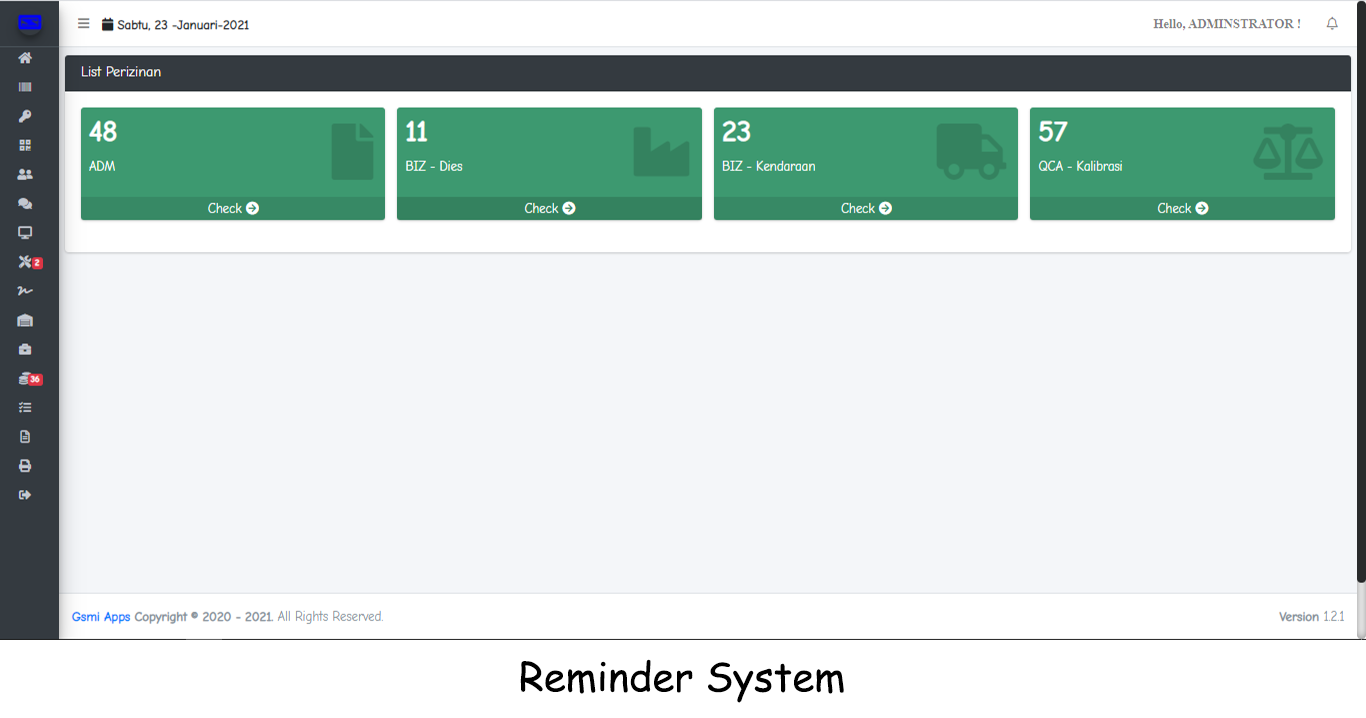 Sabtu, 23 -Januari-2021
Hello, ADMINSTRATOR !
List Perizinan
48
ADM
Check
11
BIZ - Dies
Check
23
BIZ - Kendaraan
Check
57
QCA - Kalibrasi
Check
2
36
Gsmi Apps Copyright © 2020 - 2021. All Rights Reserved.
Version 1.2.1
Reminder System